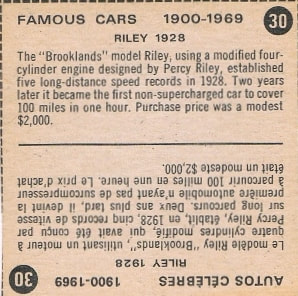 FAMOUS CARS 1900-1969 30
RILEY 1928
The "Brooklands" model Riley, using a modified four-
cylinder engine designed by Percy Riley, established
five long-distance speed records in 1928. Two years
later it became the first non-supercharged car to cover
100 miles in one hour. Purchase price was a modest
$2,000.
AUTOS CÉLÈBRES 1900-1969 30
RILEY 1928
Le modèle Riley "Brooklands", utilisant un moteur à
quatre cylindres modifié, qui avait été conçu par
Percy Riley, établit, en 1928, cinq records de vitesse
sur long parcours. Deux ans plus tard, il devint la
première automobile n'ayant pas de surcompresseur
à parcourir 100 milles en une heure. Le prix d'achat
était un modeste $2,000.